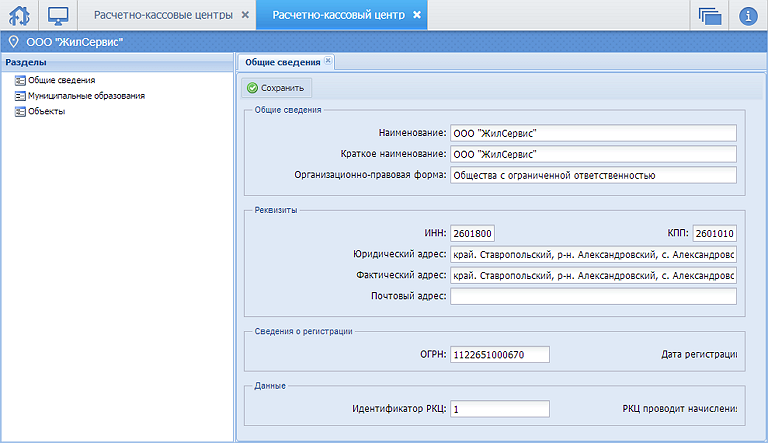 Расчетно-кассовые центры
Расчетно-кассовый центр
ООО "ЖилСервис"
Разделы
Общие сведения
Муниципальные образования
Объекты
Общие сведения
Сохранить
Общие сведения
Наименование: ООО "ЖилСервис"
Краткое наименование: ООО "ЖилСервис"
Организационно-правовая форма: Общества с ограниченной ответственностью
Реквизиты
ИНН: 2601800 КПП: 2601010
Юридический адрес: край. Ставропольский, р-н. Александровский, с. Александровс
Фактический адрес: край. Ставропольский, р-н. Александровский, с. Александровс
Почтовый адрес:
Сведения о регистрации
ОГРН: 1122651000670 Дата регистраци
Данные
Идентификатор РКЦ: 1 РКЦ проводит начислени